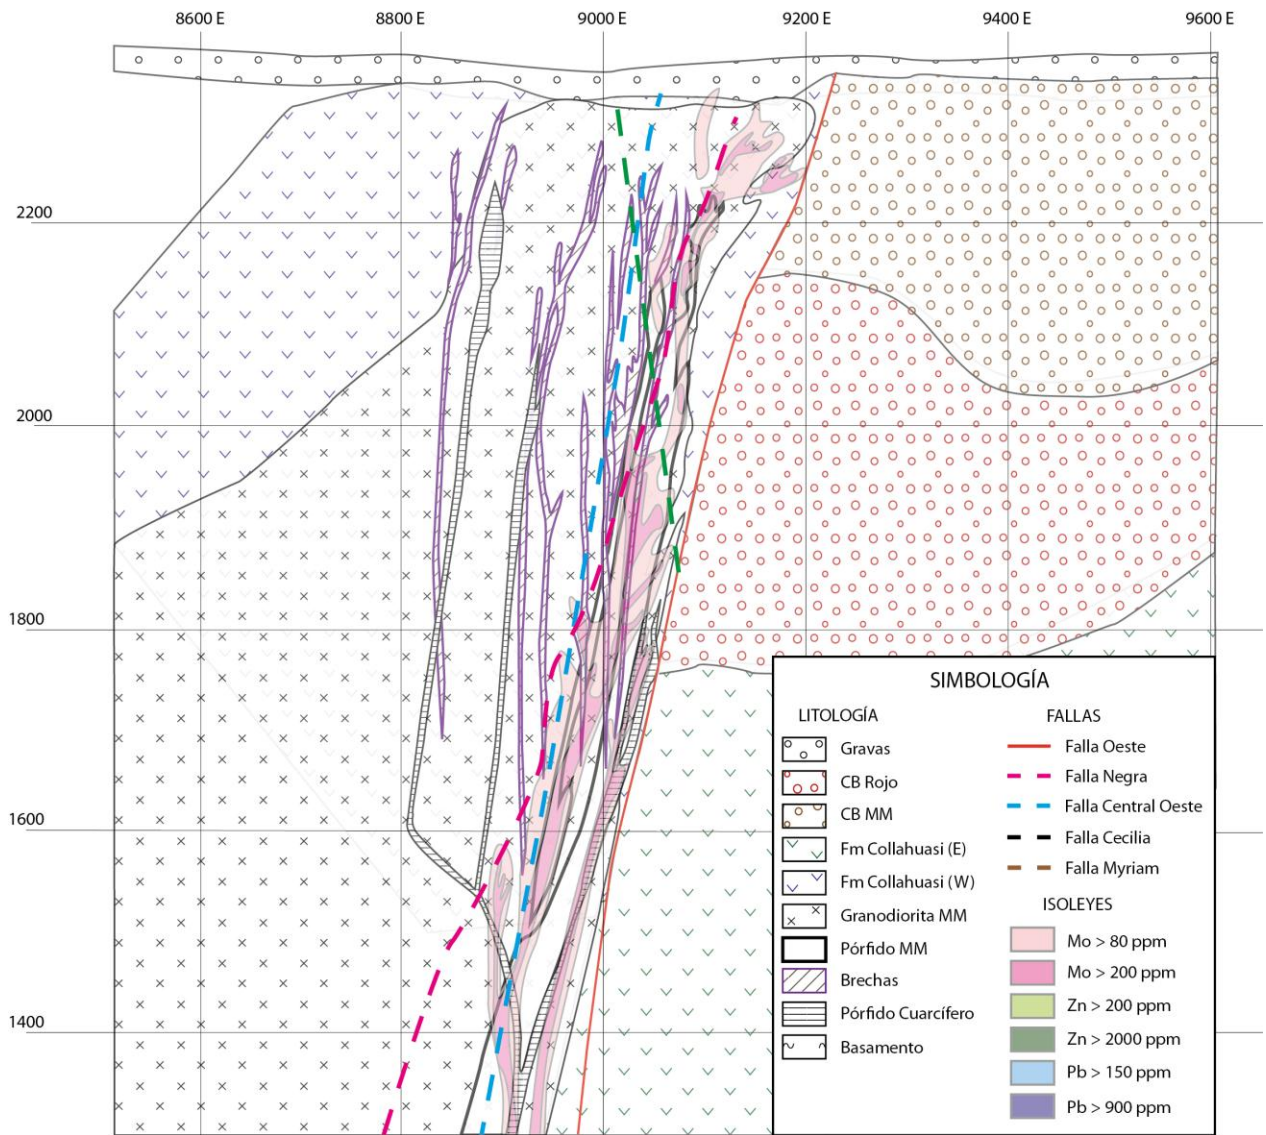 8600 E 8800 E 9000 E 9200 E 9400 E 9600 E
2200
2000
1800
1600
1400
SIMBOLOGÍA
LITOLOGÍA
Gravas
CB Rojo
CB MM
Fm Collahuasi (E)
Fm Collahuasi (W)
Granodiorita MM
Pórfido MM
Brechas
Pórfido Cuarcífero
Basamento
FALLAS
Falla Oeste
Falla Negra
Falla Central Oeste
Falla Cecilia
Falla Myriam
ISOLEYES
Mo > 80 ppm
Mo > 200 ppm
Zn > 200 ppm
Zn > 2000 ppm
Pb > 150 ppm
Pb > 900 ppm